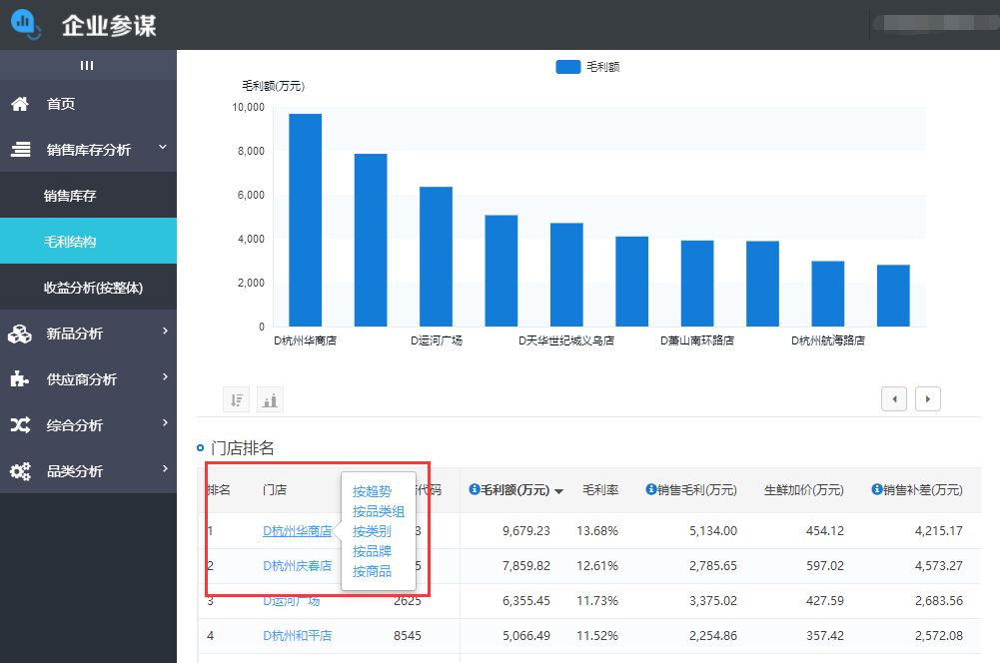 企业参谋
首页
销售库存分析
销售库存
毛利结构
收益分析(按整体)
新品分析
供应商分析
综合分析
品类分析
毛利额
毛利额(万元)
10,000
8,000
6,000
4,000
2,000
0
D杭州华商店 D运河广场 D天华世纪城义乌店 D萧山南环路店 D杭州航海路店
门店排名
排名 门店 代码 毛利额(万元) 毛利率 销售毛利(万元) 生鲜加价(万元) 销售补差(万元)
按趋势
按品类组
按类别
按品牌
按商品
1 D杭州华商店 3 9,679.23 13.68% 5,134.00 454.12 4,215.17
2 D杭州庆春店 5 7,859.82 12.61% 2,785.65 597.02 4,573.27
3 D运河广场 2625 6,355.45 11.73% 3,375.02 427.59 2,683.56
4 D杭州和平店 8545 5,066.49 11.52% 2,254.86 357.42 2,572.08